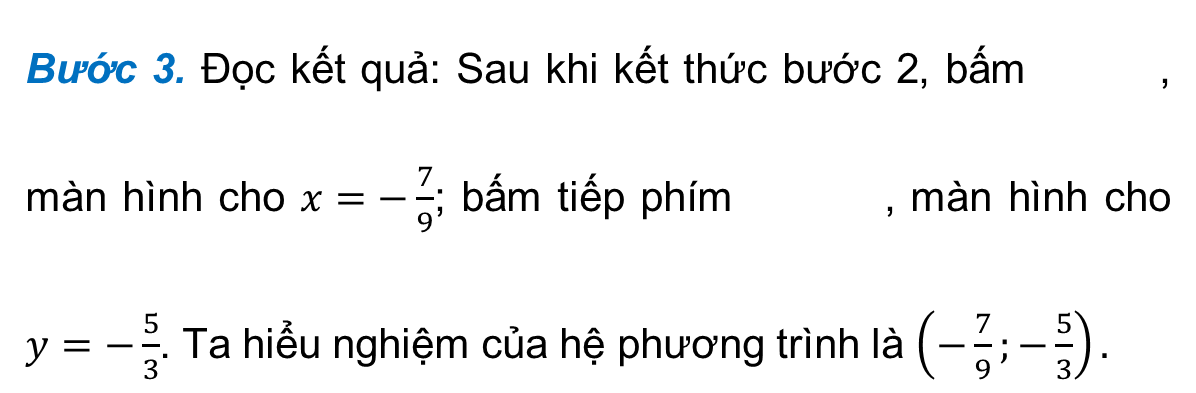 Bước 3. Đọc kết quả: Sau khi kết thúc bước 2, bấm ,
màn hình cho x = −7/9; bấm tiếp phím , màn hình cho
y = −5/3. Ta hiểu nghiệm của hệ phương trình là (−7/9; −5/3).